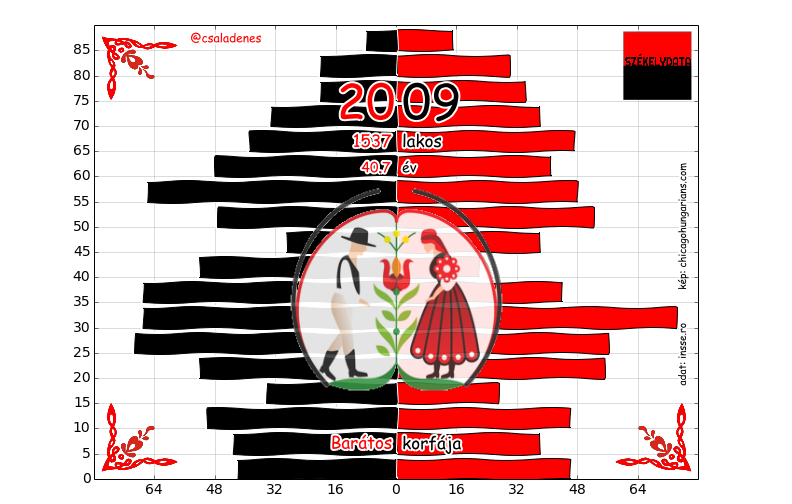 @csaladenes
SZÉKELYDATA
2009
1537 lakos
40.7 év
kép: chicagohungarians.com
adat: insse.ro
Barátos korfája
85
80
75
70
65
60
55
50
45
40
35
30
25
20
15
10
5
0
64 48 32 16 0 16 32 48 64